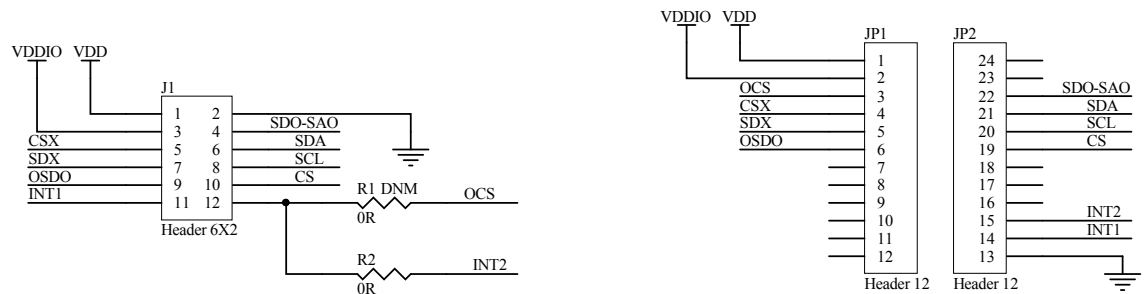 VDDIO VDD
J1
1 2
3 4 SDO-SAO
CSX 5 6 SDA
SDX 7 8 SCL
OSDO 9 10 CS
INT1 11 12
Header 6X2
R1 DNM OCS
0R
R2 INT2
0R
VDDIO VDD
JP1
1
2
OCS 3
CSX 4
SDX 5
OSDO 6
7
8
9
10
11
12
Header 12
JP2
24
23
22 SDO-SAO
21 SDA
20 SCL
19 CS
18
17
16
15 INT2
14 INT1
13
Header 12